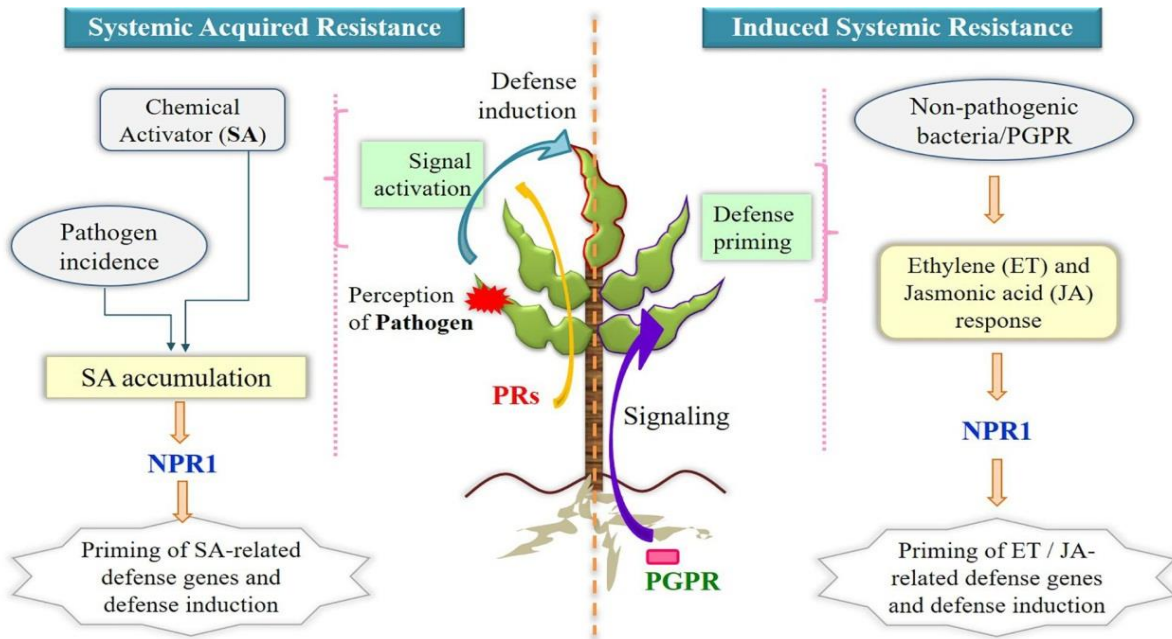 Systemic Acquired Resistance
Chemical
Activator (SA)
Pathogen
incidence
SA accumulation
NPR1
Priming of SA-related
defense genes and
defense induction
Defense
induction
Signal
activation
Perception
of Pathogen
PRs
Signaling
PGPR
Defense
priming
Induced Systemic Resistance
Non-pathogenic
bacteria/PGPR
Ethylene (ET) and
Jasmonic acid (JA)
response
NPR1
Priming of ET / JA-
related defense genes
and defense induction